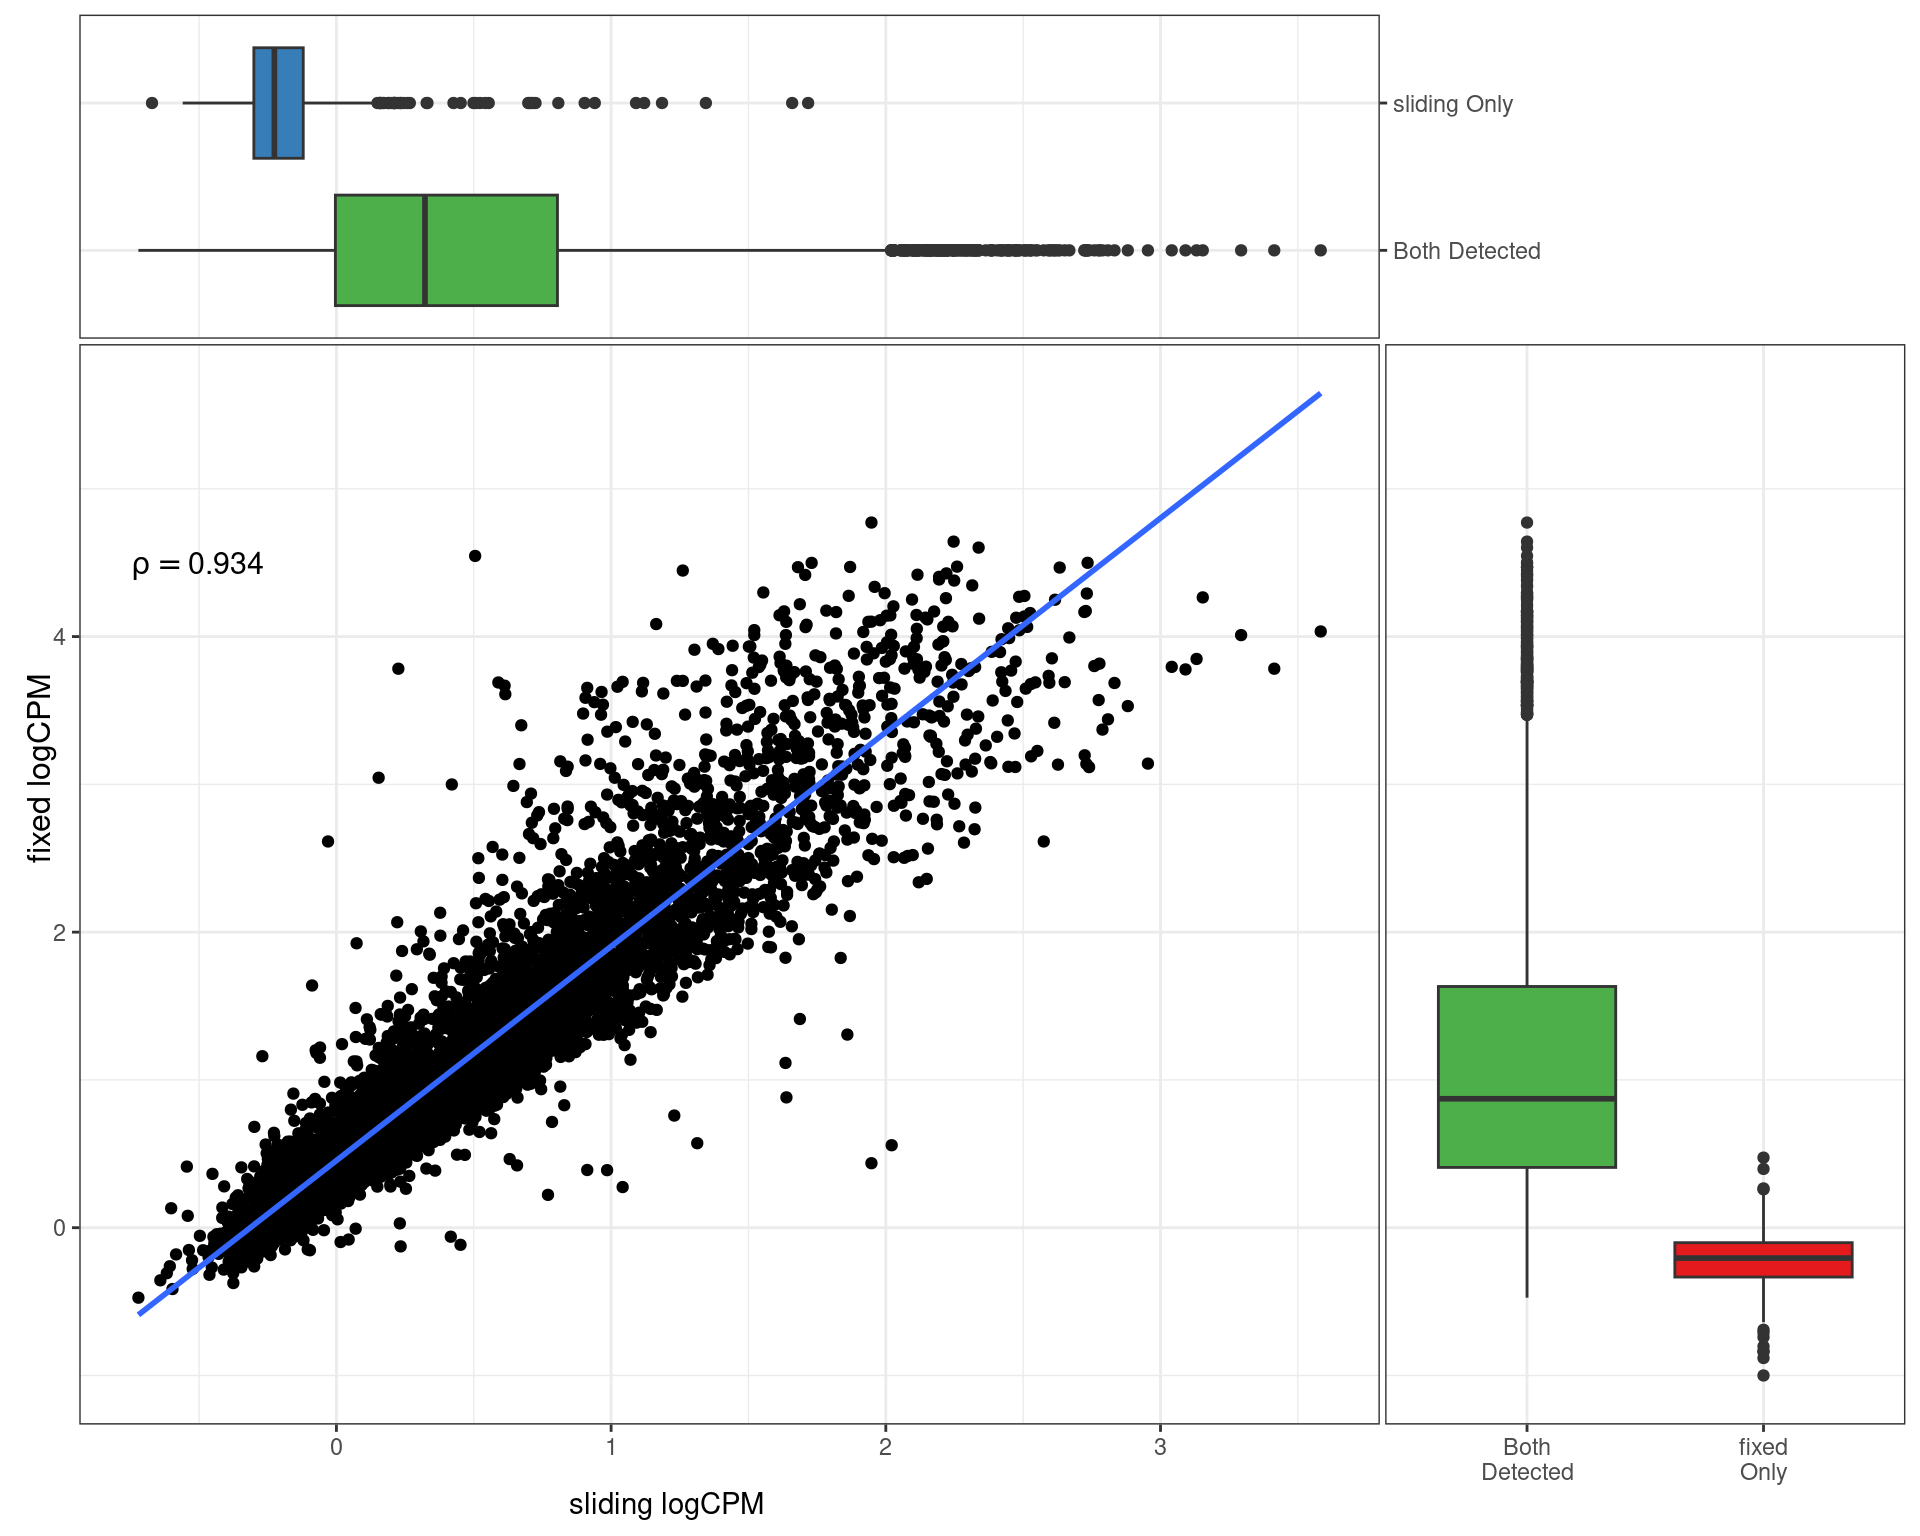 sliding Only
Both Detected
ρ = 0.934
fixed logCPM
4
2
0
0
1
2
3
sliding logCPM
Both
Detected
fixed
Only